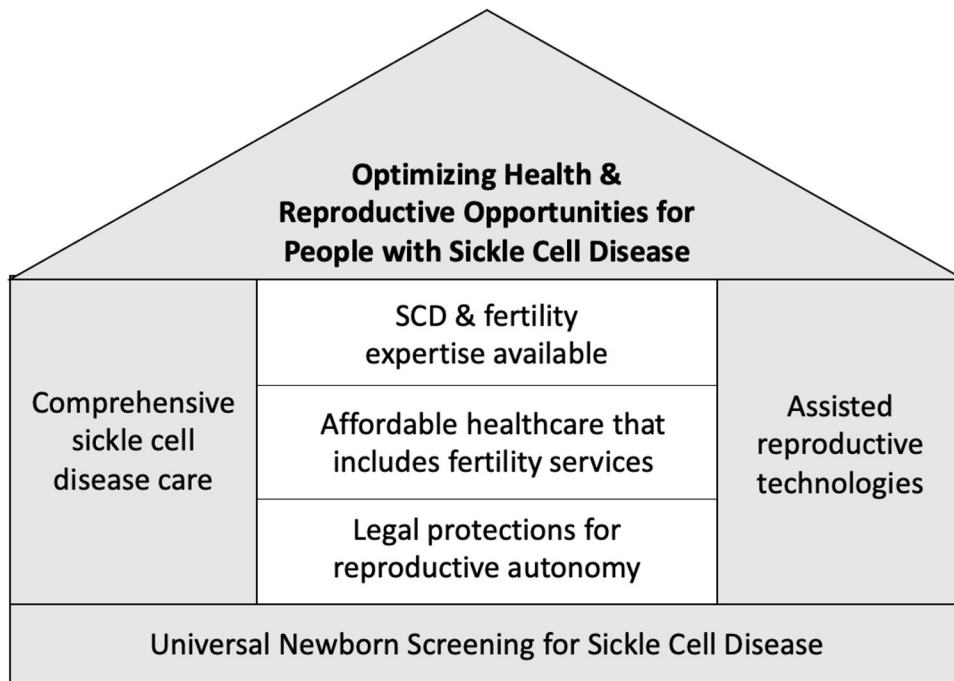 Optimizing Health &
Reproductive Opportunities for
People with Sickle Cell Disease
Comprehensive
sickle cell
disease care
SCD & fertility
expertise available
Affordable healthcare that
includes fertility services
Legal protections for
reproductive autonomy
Assisted
reproductive
technologies
Universal Newborn Screening for Sickle Cell Disease